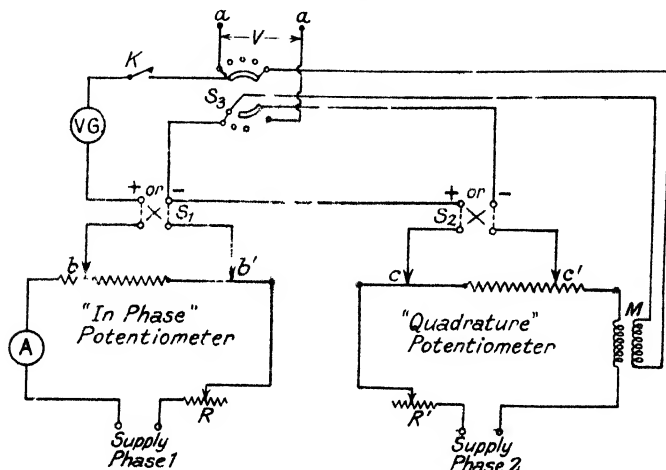 a a
V
K
S3
VG.
+ or -
S1
+ or -
S2
b b'
c c'
"In Phase"
Potentiometer
"Quadrature"
Potentiometer
M
A
R
R'
Supply
Phase 1
Supply
Phase 2